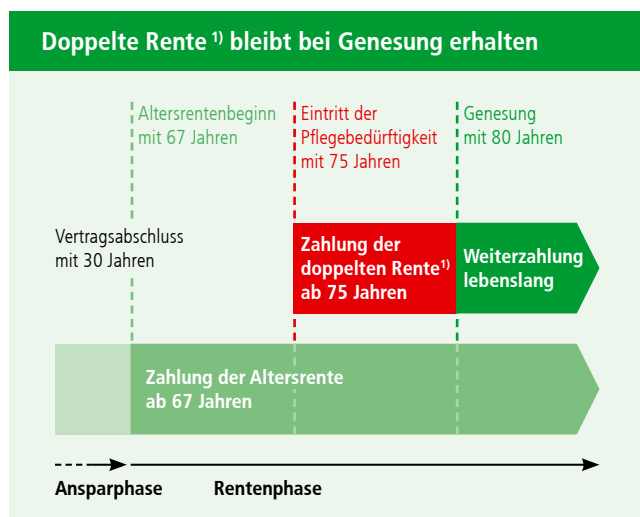 Doppelte Rente 1) bleibt bei Genesung erhalten
Altersrentenbeginn
mit 67 Jahren
Eintritt der
Pflegebedürftigkeit
mit 75 Jahren
Genesung
mit 80 Jahren
Vertragsabschluss
mit 30 Jahren
Zahlung der
doppelten Rente1)
ab 75 Jahren
Weiterzahlung
lebenslang
Zahlung der Altersrente
ab 67 Jahren
Ansparphase
Rentenphase